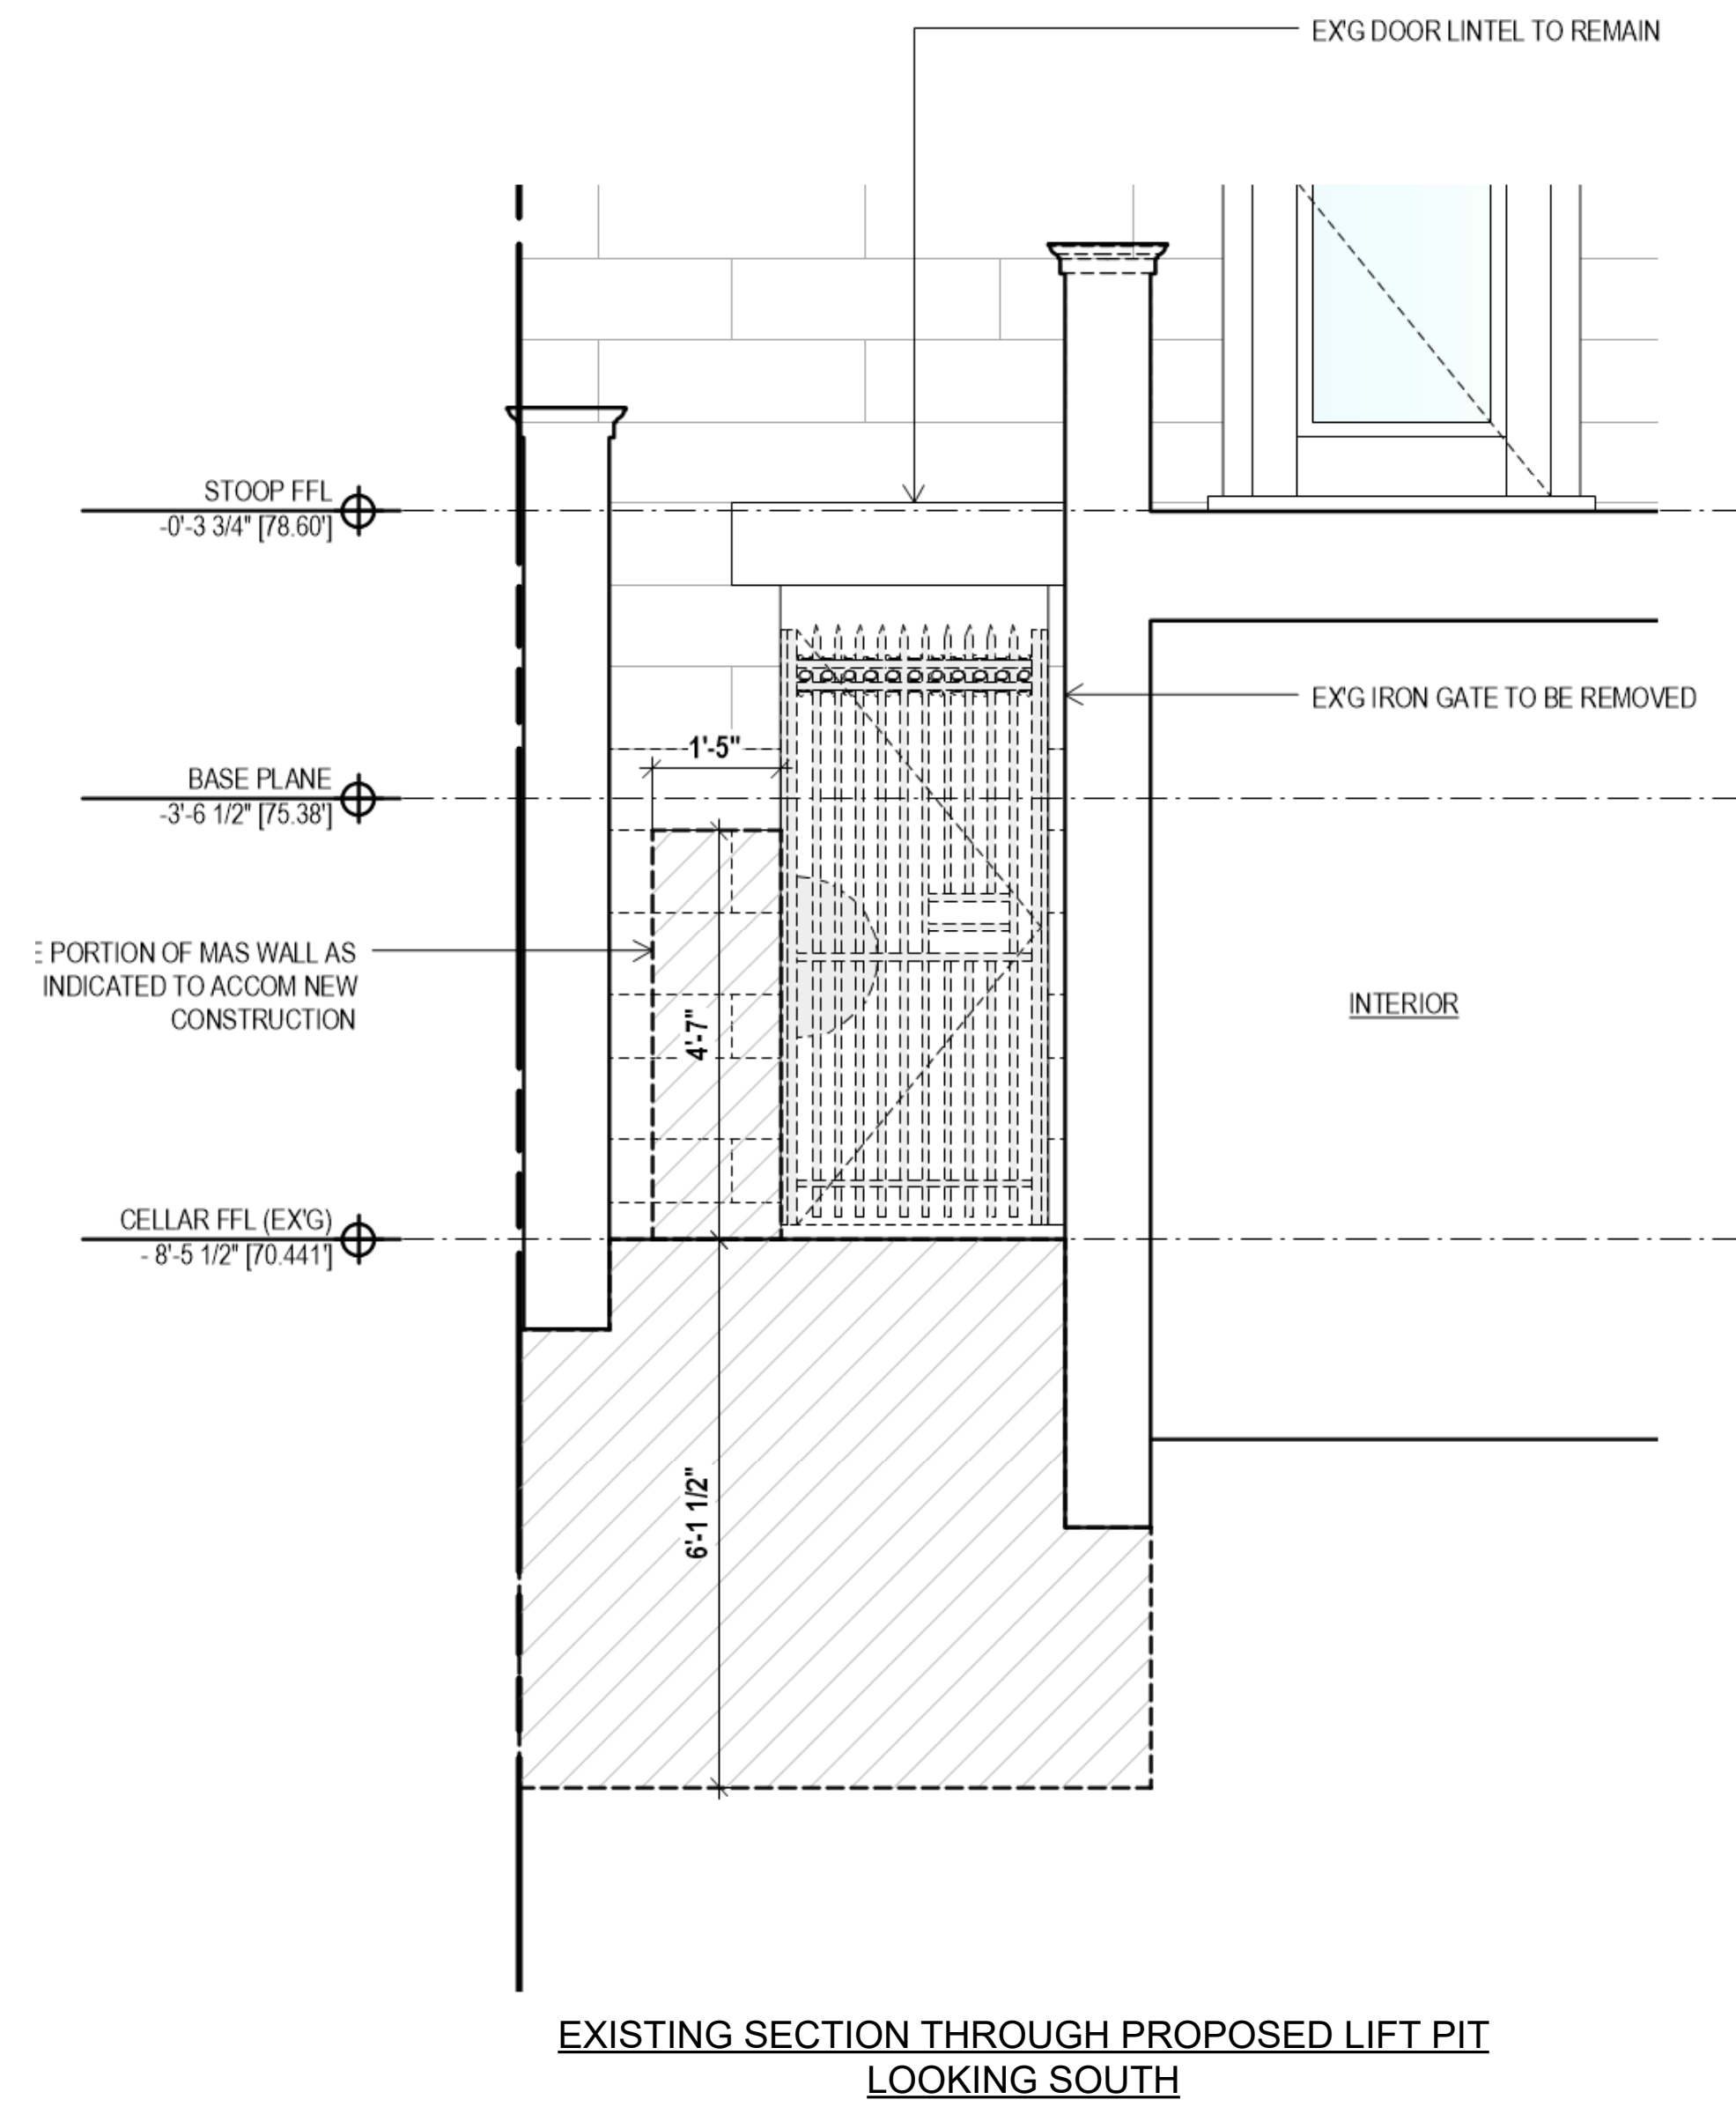 EX'G DOOR LINTEL TO REMAIN
STOOP FFL
-0'-3 3/4" [78.60']
EX'G IRON GATE TO BE REMOVED
1'-5"
BASE PLANE
-3'-6 1/2" [75.38']
PORTION OF MAS WALL AS
INDICATED TO ACCOM NEW
CONSTRUCTION
4'-7"
INTERIOR
CELLAR FFL (EX'G)
- 8'-5 1/2" [70.441']
6'-1 1/2"
EXISTING SECTION THROUGH PROPOSED LIFT PIT
LOOKING SOUTH